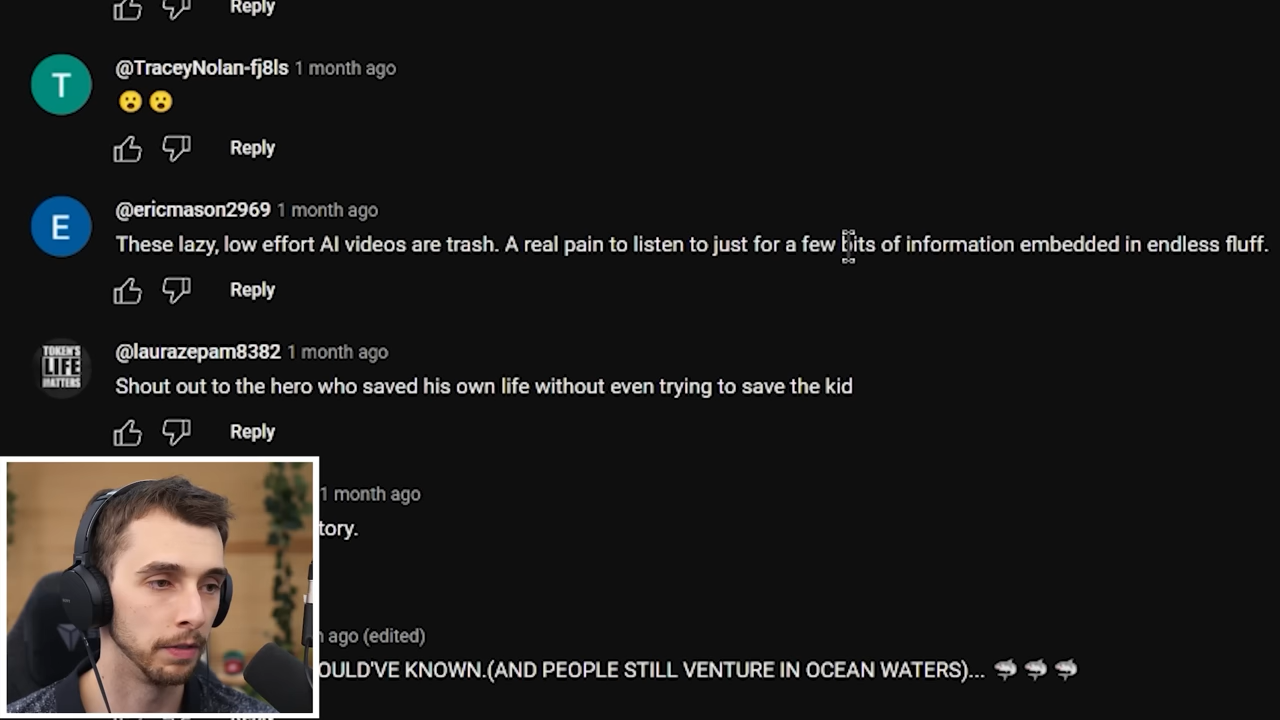 Reply
@TraceyNolan-fj8ls 1 month ago
😮 😮
Reply
T
@ericmason2969 1 month ago
These lazy, low effort AI videos are trash. A real pain to listen to just for a few bits of information embedded in endless fluff.
E
Reply
@laurazepam8382 1 month ago
TOKEN'S
LIFE
MATTERS
Shout out to the hero who saved his own life without even trying to save the kid
Reply
1 month ago
tory.
ago (edited)
OULD'VE KNOWN.(AND PEOPLE STILL VENTURE IN OCEAN WATERS)... 🦈 🦈 🦈